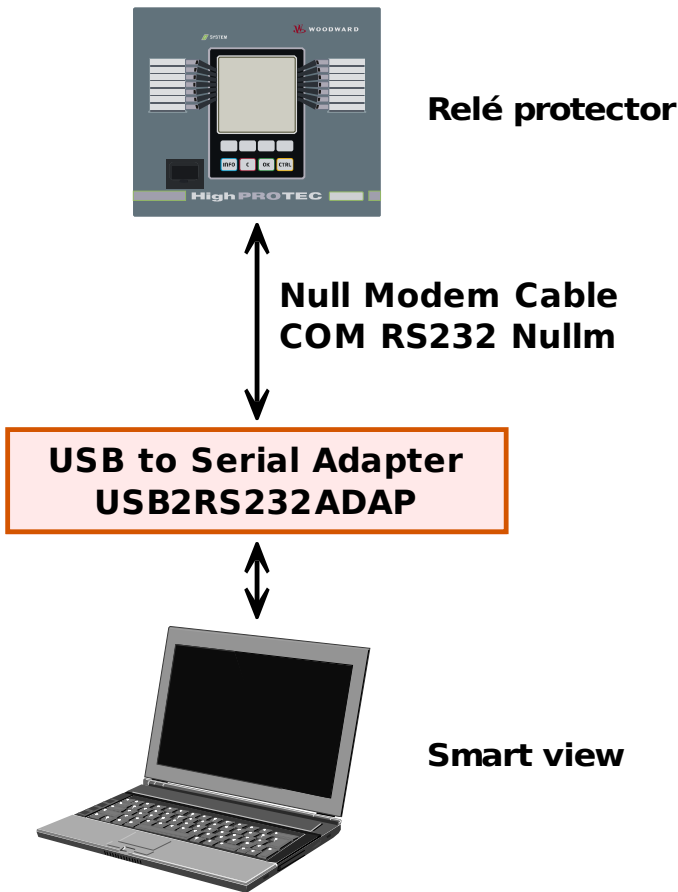 WOODWARD
SYSTEM
INFO C OK CTRL
HighPROTEC
Relé protector
Null Modem Cable
COM RS232 Nullm
USB to Serial Adapter
USB2RS232ADAP
Smart view